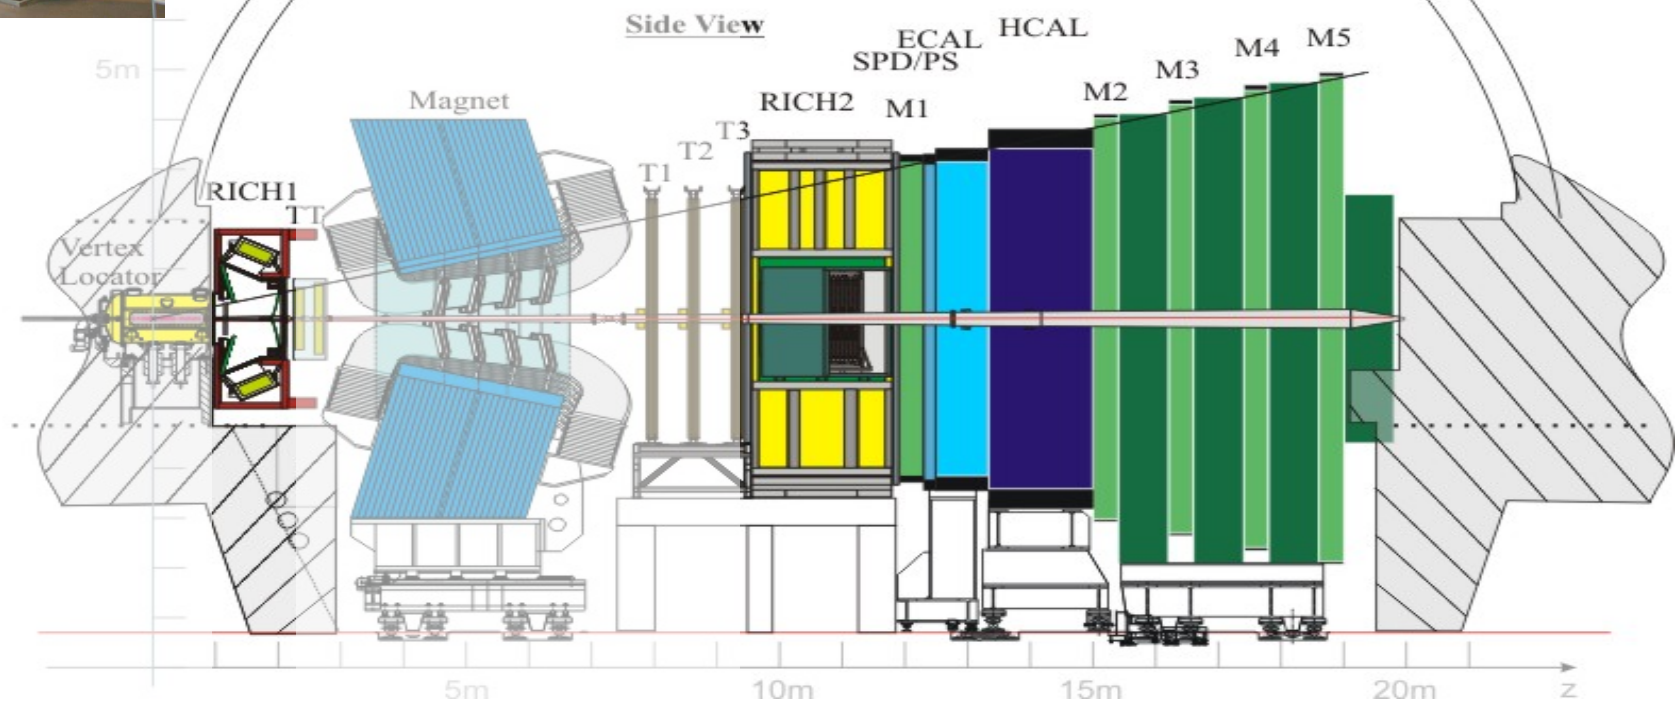 Side View
ECAL
HCAL
SPD/PS
M5
M4
M3
M2
5m
Magnet
RICH2
M1
T3
T2
T1
RICH1
TT
Vertex
Locator
5m
10m
15m
20m
z